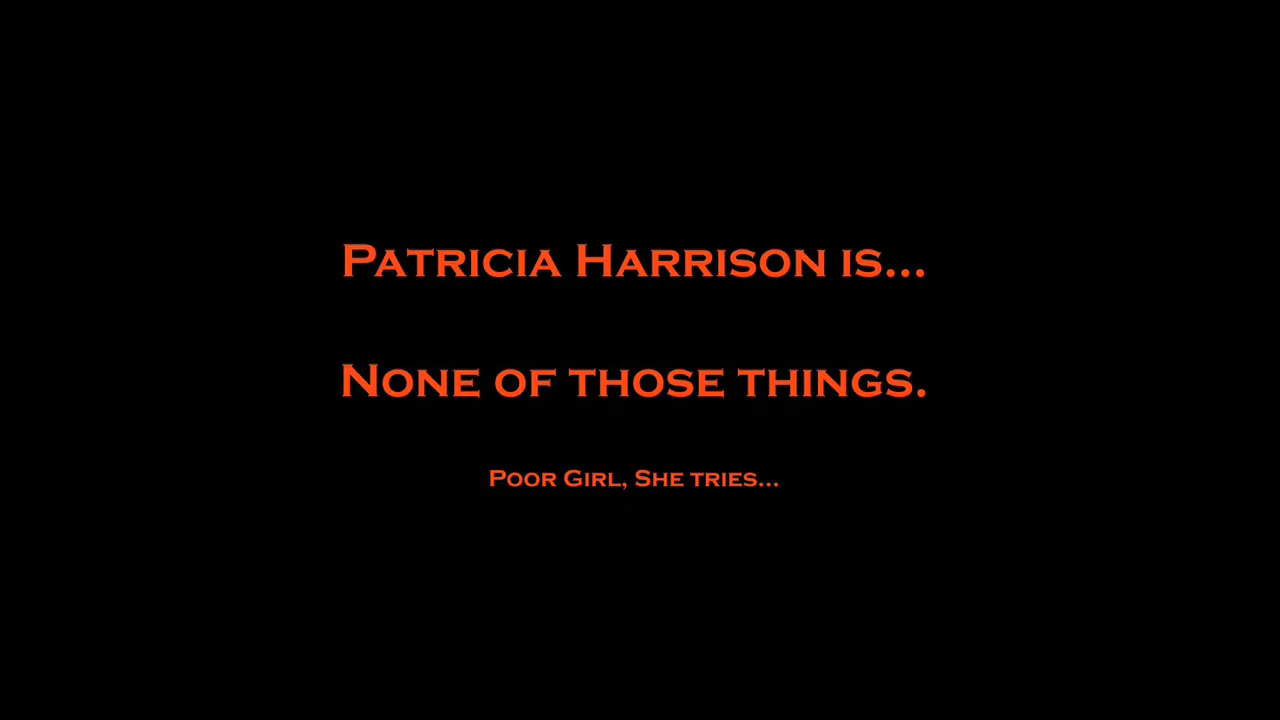 Patricia Harrison is...
None of those things.
Poor Girl, She tries...